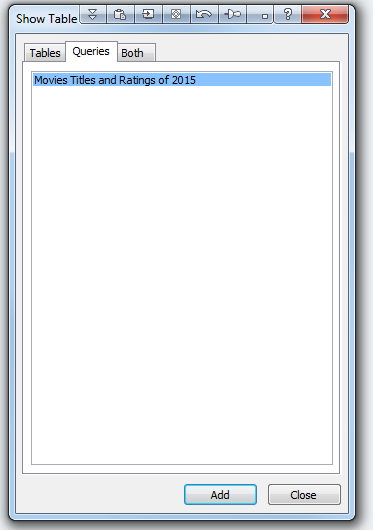 Show Table
Tables Queries Both
Movies Titles and Ratings of 2015
Add Close